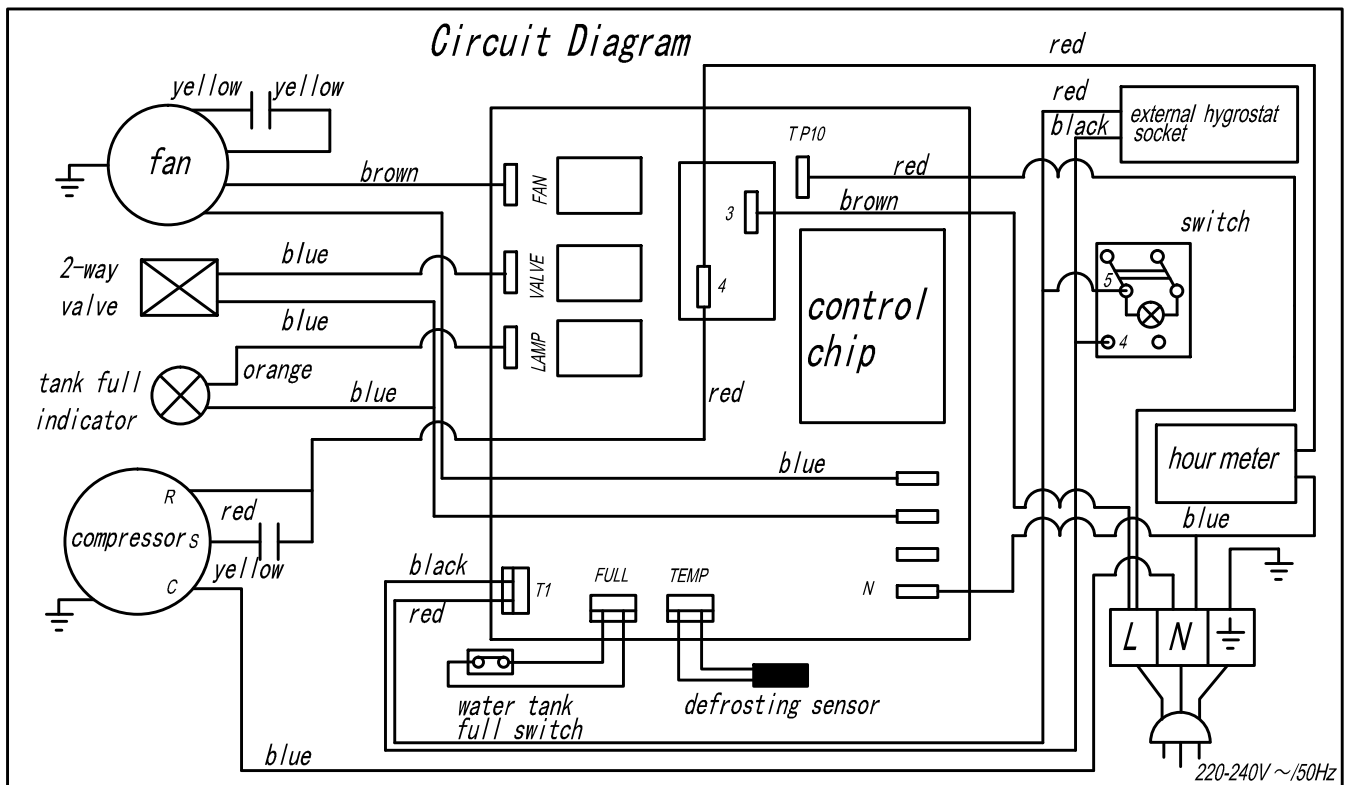 Circuit Diagram
red
yellow yellow
red
external hygrostat
socket
black
TP10
fan
red
brown
FAN
3
brown
switch
blue
2-way
valve
VALVE
4
5
control
chip
blue
LAMP
4
tank full
indicator
orange
blue
red
hour meter
blue
R
red
compressor
S
blue
yellow
black
FULL
TEMP
C
T1
N
red
L
N
water tank
full switch
defrosting sensor
blue
220-240V ~/50Hz